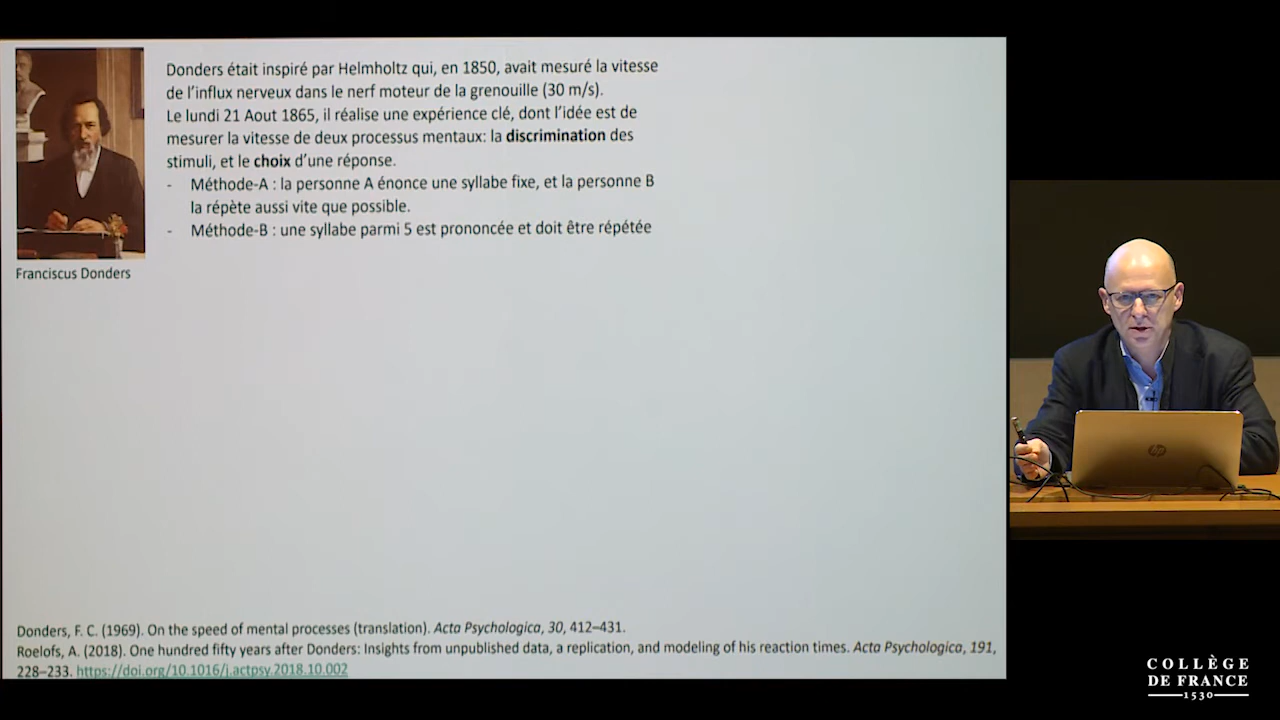 Donders était inspiré par Helmholtz qui, en 1850, avait mesuré la vitesse
de l'influx nerveux dans le nerf moteur de la grenouille (30 m/s).
Le lundi 21 Aout 1865, il réalise une expérience clé, dont l'idée est de
mesurer la vitesse de deux processus mentaux: la discrimination des
stimuli, et le choix d'une réponse.
- Méthode-A : la personne A énonce une syllabe fixe, et la personne B
la répète aussi vite que possible.
- Méthode-B : une syllabe parmi 5 est prononcée et doit être répétée
Franciscus Donders
Donders, F. C. (1969). On the speed of mental processes (translation). Acta Psychologica, 30, 412–431.
Roelofs, A. (2018). One hundred fifty years after Donders: Insights from unpublished data, a replication, and modeling of his reaction times. Acta Psychologica, 191,
228–233. https://doi.org/10.1016/j.actpsy.2018.10.002
hp
COLLÈGE
DE FRANCE
1530